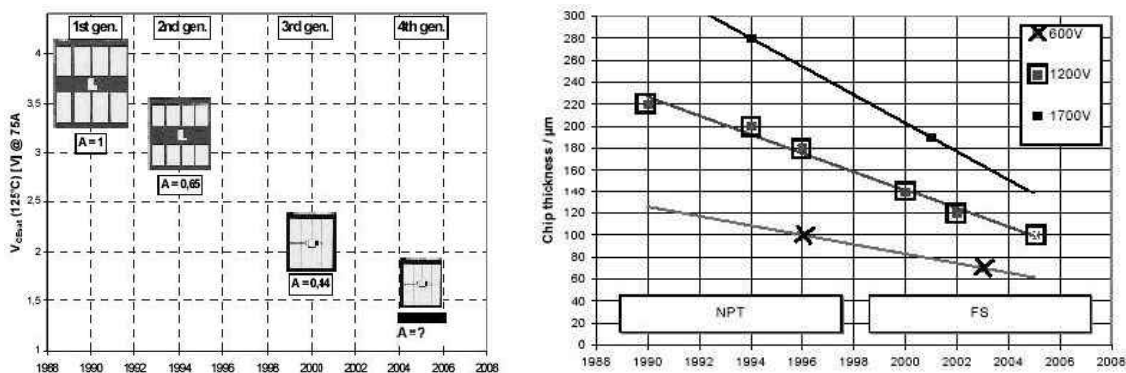 1st gen.
2nd gen.
3rd gen.
4th gen.
V_CEsat (125°C) [V] @ 75A
4
3,5
3
2,5
2
1,5
1
A = 1
A = 0,65
A = 0,44
A = ?
1988 1990 1992 1994 1996 1998 2000 2002 2004 2006 2008
Chip thickness / µm
300
280
260
240
220
200
180
160
140
120
100
80
60
40
20
0
600V
1200V
1700V
NPT
FS
1988 1990 1992 1994 1996 1998 2000 2002 2004 2006 2008